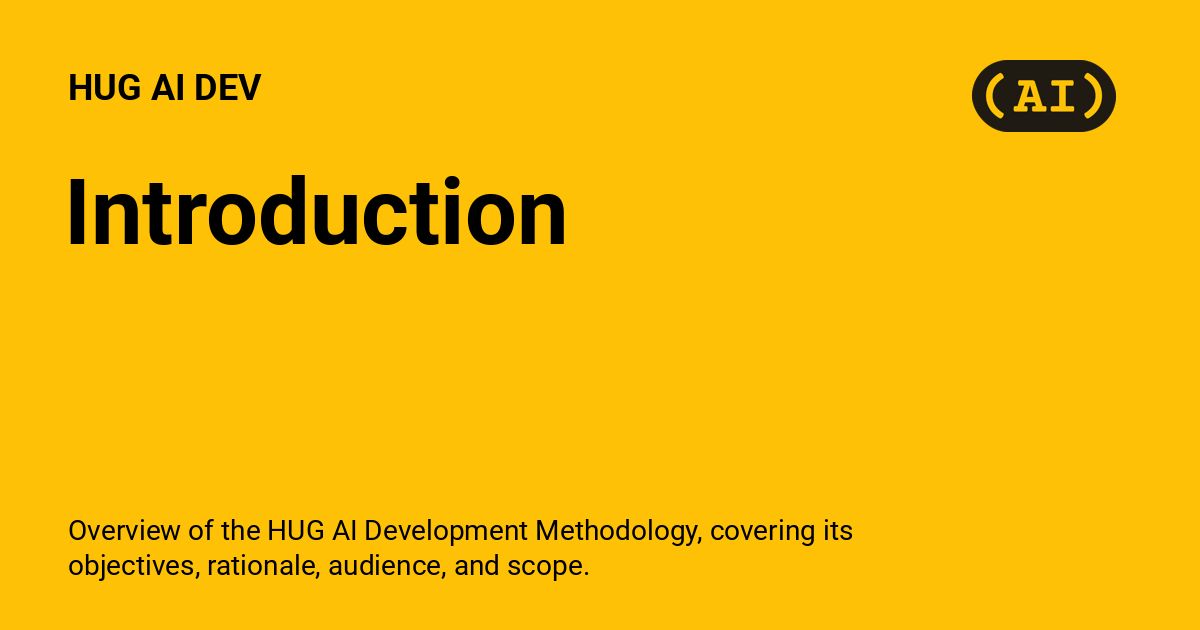 HUG AI DEV
(AI)
Introduction
Overview of the HUG AI Development Methodology, covering its
objectives, rationale, audience, and scope.